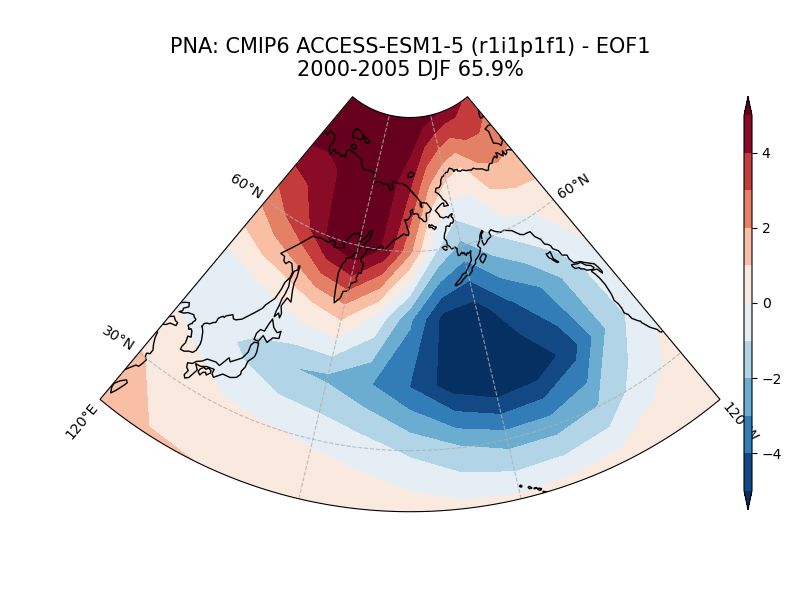 PNA: CMIP6 ACCESS-ESM1-5 (r1i1p1f1) - EOF1
2000-2005 DJF 65.9%
60°N
60°N
30°N
120°E
120°W
4
2
0
−2
−4